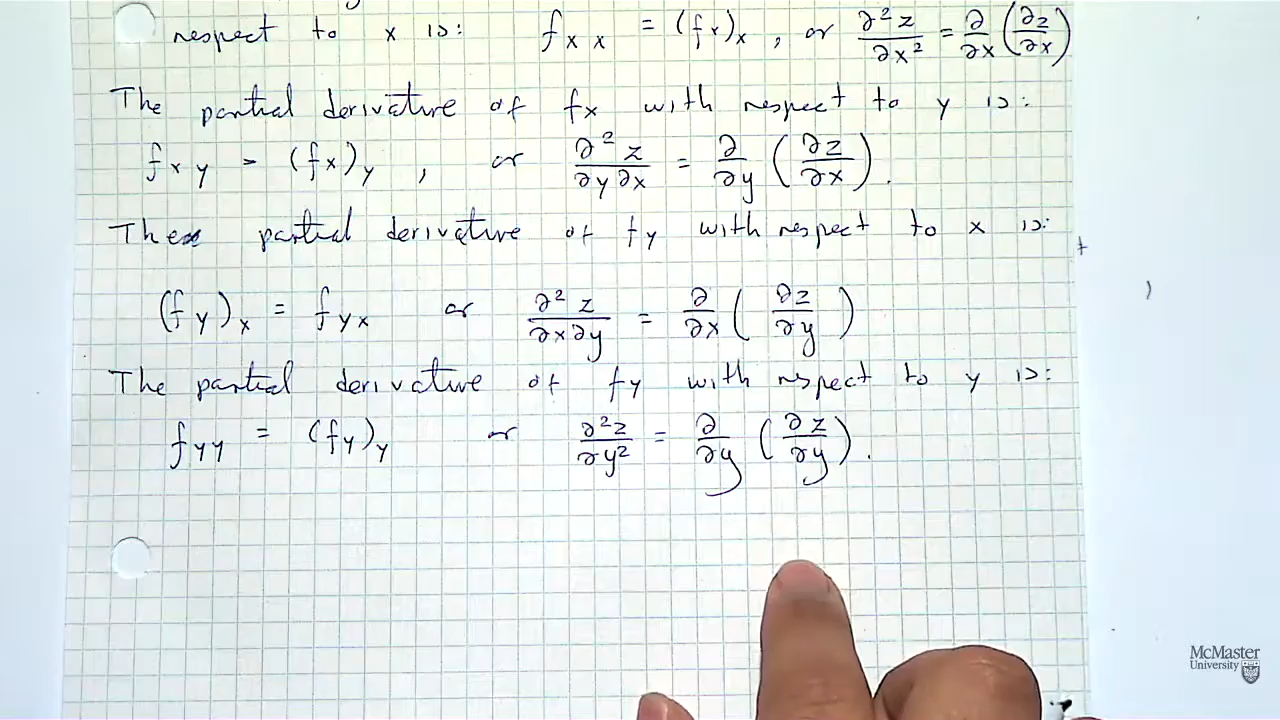 respect to x is: f_xx = (f_x)_x, or ∂²z/∂x² = ∂/∂x (∂z/∂x)
The partial derivative of f_x with respect to y is:
f_xy = (f_x)_y, or ∂²z/∂y∂x = ∂/∂y (∂z/∂x).
The partial derivative of f_y with respect to x is:
(f_y)_x = f_yx or ∂²z/∂x∂y = ∂/∂x (∂z/∂y)
The partial derivative of f_y with respect to y is:
f_yy = (f_y)_y or ∂²z/∂y² = ∂/∂y (∂z/∂y).
McMaster
University